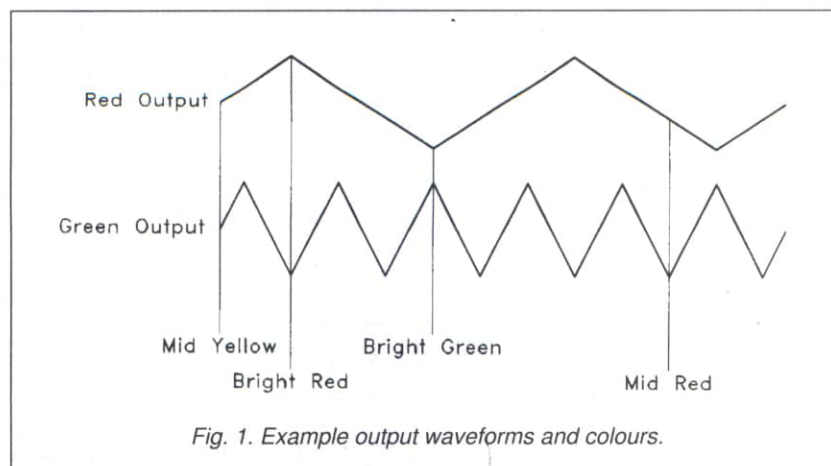 Red Output
Green Output
Mid Yellow
Bright Green
Bright Red
Mid Red
Fig. 1. Example output waveforms and colours.